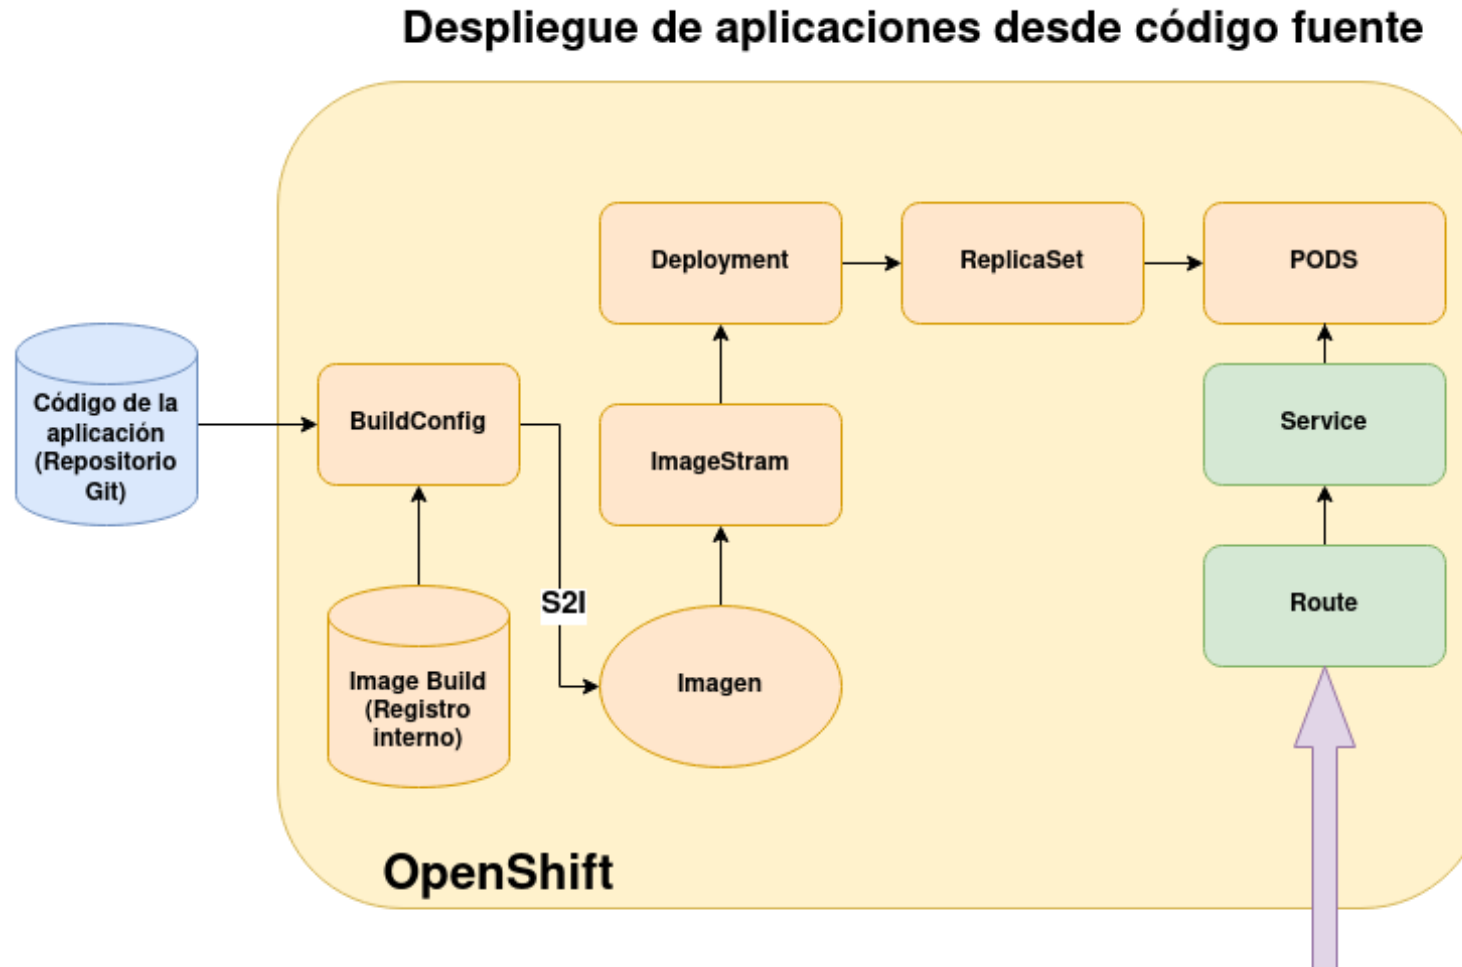 Despliegue de aplicaciones desde código fuente
Deployment
ReplicaSet
PODS
Código de la
aplicación
(Repositorio
Git)
BuildConfig
ImageStram
Service
S2I
Image Build
(Registro
interno)
Imagen
Route
OpenShift